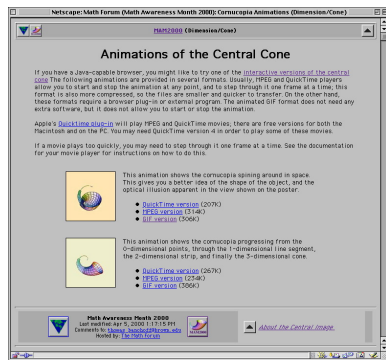 Netscape: Math Forum (Math Awareness Month 2000): Cornucopia Animations (Dimension/Cone)
MAM2000 (Dimension/Cone)
Animations of the Central Cone
If you have a Java-capable browser, you might like to try one of the interactive versions of the central
cone The following animations are provided in several formats. Usually, MPEG and QuickTime players
allow you to start and stop the animation at any point, and to step through it one frame at a time; this
format is also more compressed, so the files are smaller and quicker to transfer. On the other hand,
these formats require a browser plug-in or external program. The animated GIF format does not need any
extra software, but it does not allow you to start or stop the animation.
Apple's Quicktime plug-in will play MPEG and QuickTime movies; there are free versions for both the
Macintosh and on the PC. You may need QuickTime version 4 in order to play some of these movies.
If a movie plays too quickly, you may need to step through it one frame at a time. See the documentation
for your movie player for instructions on how to do this.
This animation shows the cornucopia spinning around in space.
This gives you a better idea of the shape of the object, and the
optical illusion apparent in the view shown on the poster.
QuickTime version (207K)
MPEG version (314K)
GIF version (306K)
This animation shows the cornucopia progressing from the
0-dimensional points, through the 1-dimensional line segment,
the 2-dimensional strip, and finally the 3-dimensional cone.
QuickTime version (267K)
MPEG version (234K)
GIF version (386K)
Math Awareness Month 2000
Last modified: Apr 5, 2000 1:17:15 PM
Comments to:
Hosted by: The Math Forum
About the Central Image